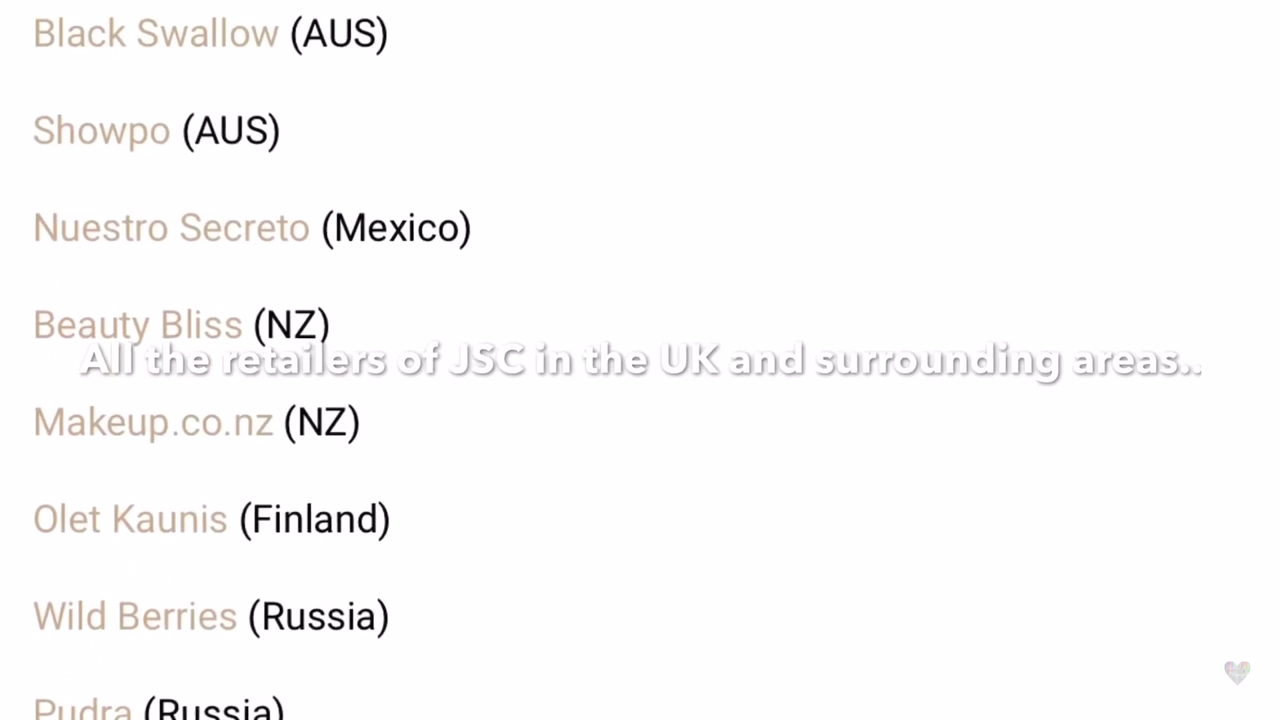 Black Swallow (AUS)
Showpo (AUS)
Nuestro Secreto (Mexico)
Beauty Bliss (NZ)
All the retailers of JSC in the UK and surrounding areas..
Makeup.co.nz (NZ)
Olet Kaunis (Finland)
Wild Berries (Russia)
Pudra (Russia)